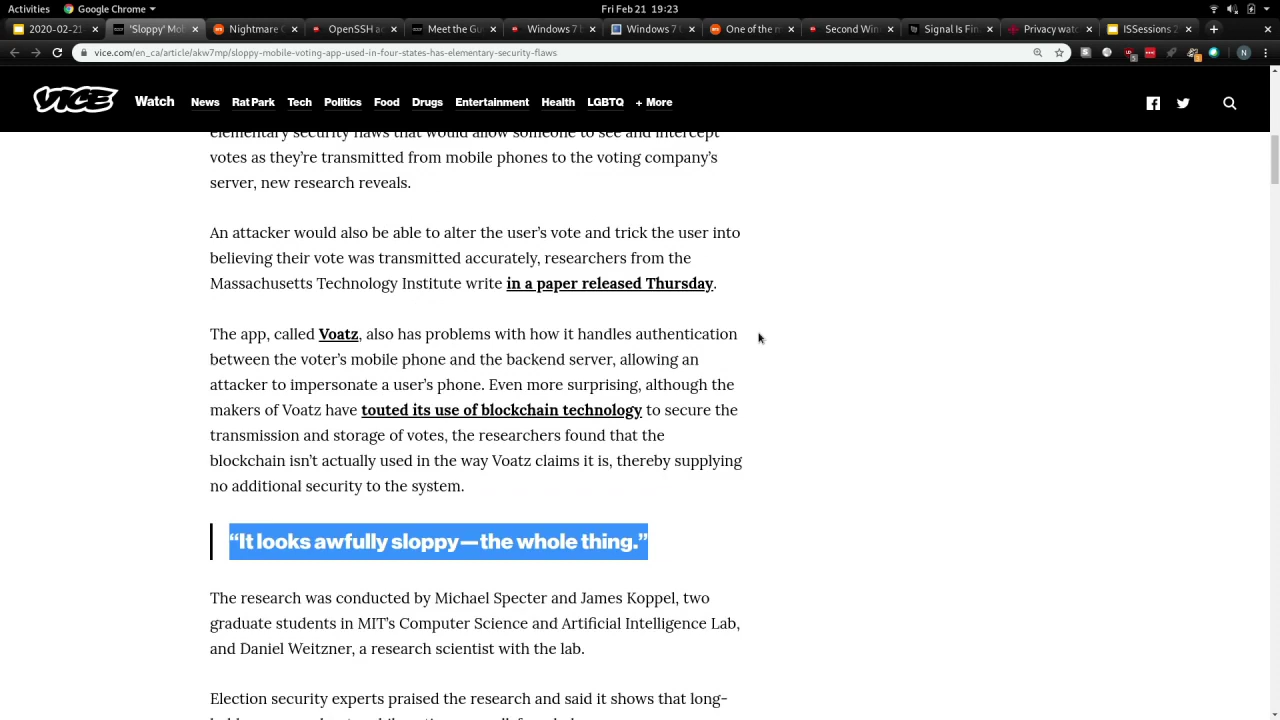 Activities Google Chrome Fri Feb 21 19:23
2020-02-21 'Sloppy' Mo Nightmare OpenSSH a Meet the Gu Windows 7 Windows 7 One of the m Second Win Signal Is Fin Privacy wat ISSessions 2
vice.com/en_ca/article/akw7mp/sloppy-mobile-voting-app-used-in-four-states-has-elementary-security-flaws
VICE Watch News Rat Park Tech Politics Food Drugs Entertainment Health LGBTQ + More
elementary security flaws that would allow someone to see and intercept
votes as they're transmitted from mobile phones to the voting company's
server, new research reveals.
An attacker would also be able to alter the user's vote and trick the user into
believing their vote was transmitted accurately, researchers from the
Massachusetts Technology Institute write in a paper released Thursday.
The app, called Voatz, also has problems with how it handles authentication
between the voter's mobile phone and the backend server, allowing an
attacker to impersonate a user's phone. Even more surprising, although the
makers of Voatz have touted its use of blockchain technology to secure the
transmission and storage of votes, the researchers found that the
blockchain isn't actually used in the way Voatz claims it is, thereby supplying
no additional security to the system.
“It looks awfully sloppy—the whole thing.”
The research was conducted by Michael Specter and James Koppel, two
graduate students in MIT's Computer Science and Artificial Intelligence Lab,
and Daniel Weitzner, a research scientist with the lab.
Election security experts praised the research and said it shows that long-